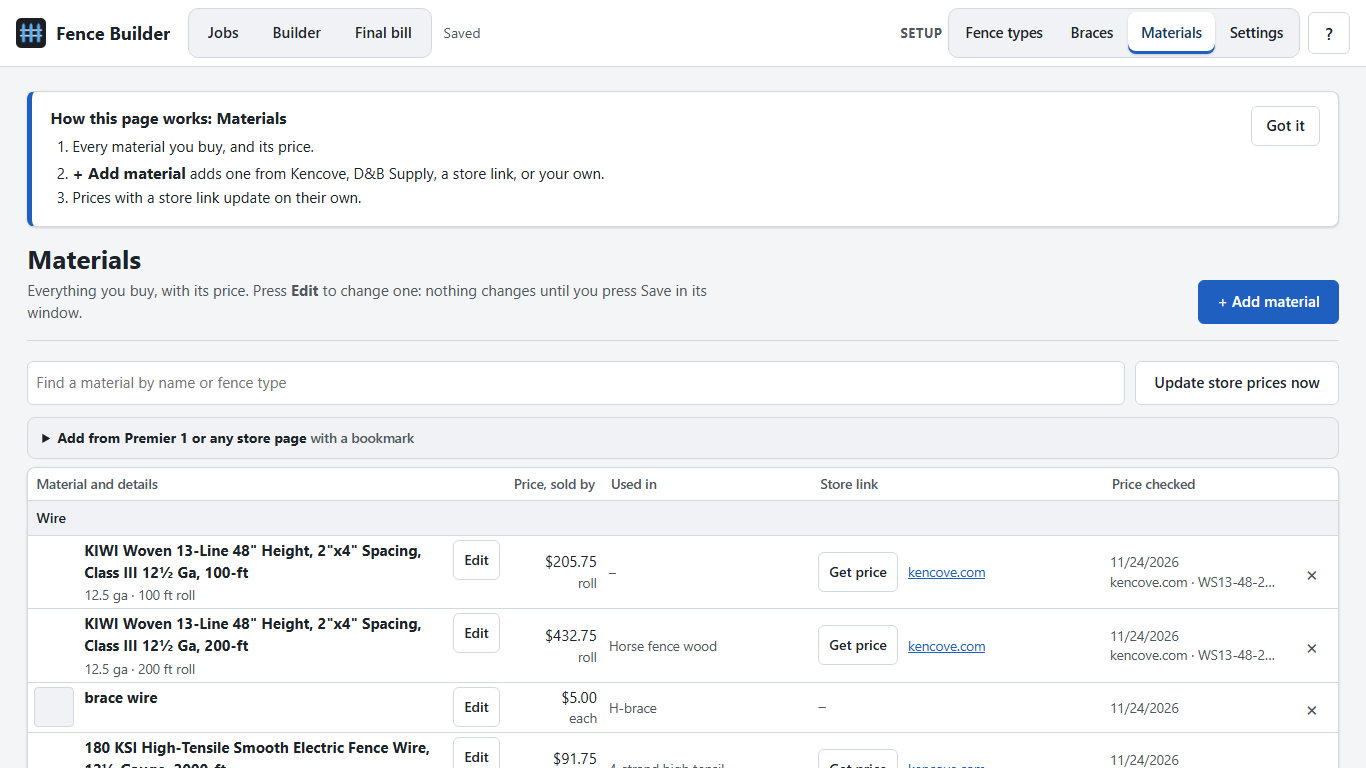 Fence Builder
Jobs
Builder
Final bill
Saved
SETUP
Fence types
Braces
Materials
Settings
?
How this page works: Materials
Got it
1. Every material you buy, and its price.
2. + Add material adds one from Kencove, D&B Supply, a store link, or your own.
3. Prices with a store link update on their own.
Materials
Everything you buy, with its price. Press Edit to change one: nothing changes until you press Save in its
window.
+ Add material
Find a material by name or fence type
Update store prices now
▶ Add from Premier 1 or any store page with a bookmark
Material and details
Price, sold by
Used in
Store link
Price checked
Wire
KIWI Woven 13-Line 48" Height, 2"x4" Spacing,
Class III 12½ Ga, 100-ft
12.5 ga · 100 ft roll
Edit
$205.75
roll
–
Get price
kencove.com
11/24/2026
kencove.com · WS13-48-2...
×
KIWI Woven 13-Line 48" Height, 2"x4" Spacing,
Class III 12½ Ga, 200-ft
12.5 ga · 200 ft roll
Edit
$432.75
roll
Horse fence wood
Get price
kencove.com
11/24/2026
kencove.com · WS13-48-2...
×
brace wire
Edit
$5.00
each
H-brace
–
11/24/2026
×
180 KSI High-Tensile Smooth Electric Fence Wire,
Edit
$91.75
11/24/2026